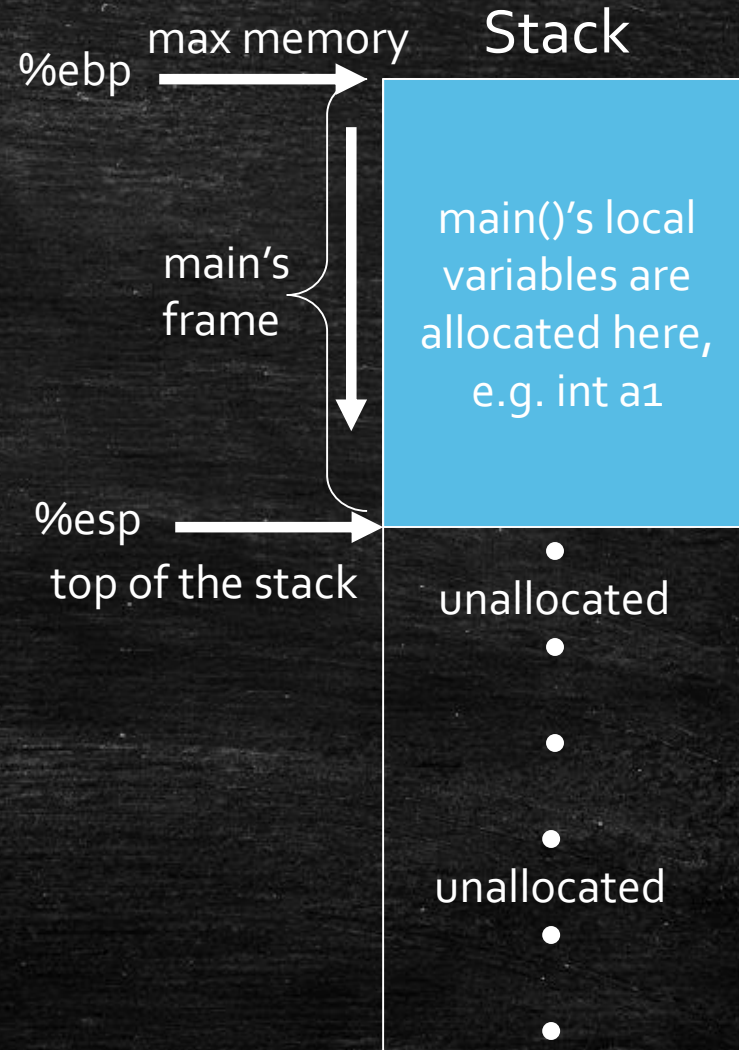 max memory
Stack
%ebp
main()'s local
variables are
allocated here,
e.g. int a1
main's
frame
%esp
top of the stack
unallocated
unallocated